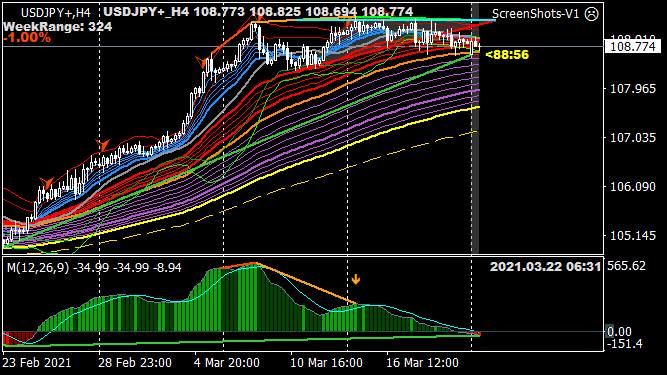 USDJPY+,H4 USDJPY+_H4 108.773 108.825 108.694 108.774 ScreenShots-V1
WeekRange: 324
-1.00%
108.774
<88:56
107.965
107.035
106.090
105.145
M(12,26,9) -34.99 -34.99 -8.94 2021.03.22 06:31 565.62
0.00
-151.4
23 Feb 2021 28 Feb 23:00 4 Mar 20:00 10 Mar 16:00 16 Mar 12:00